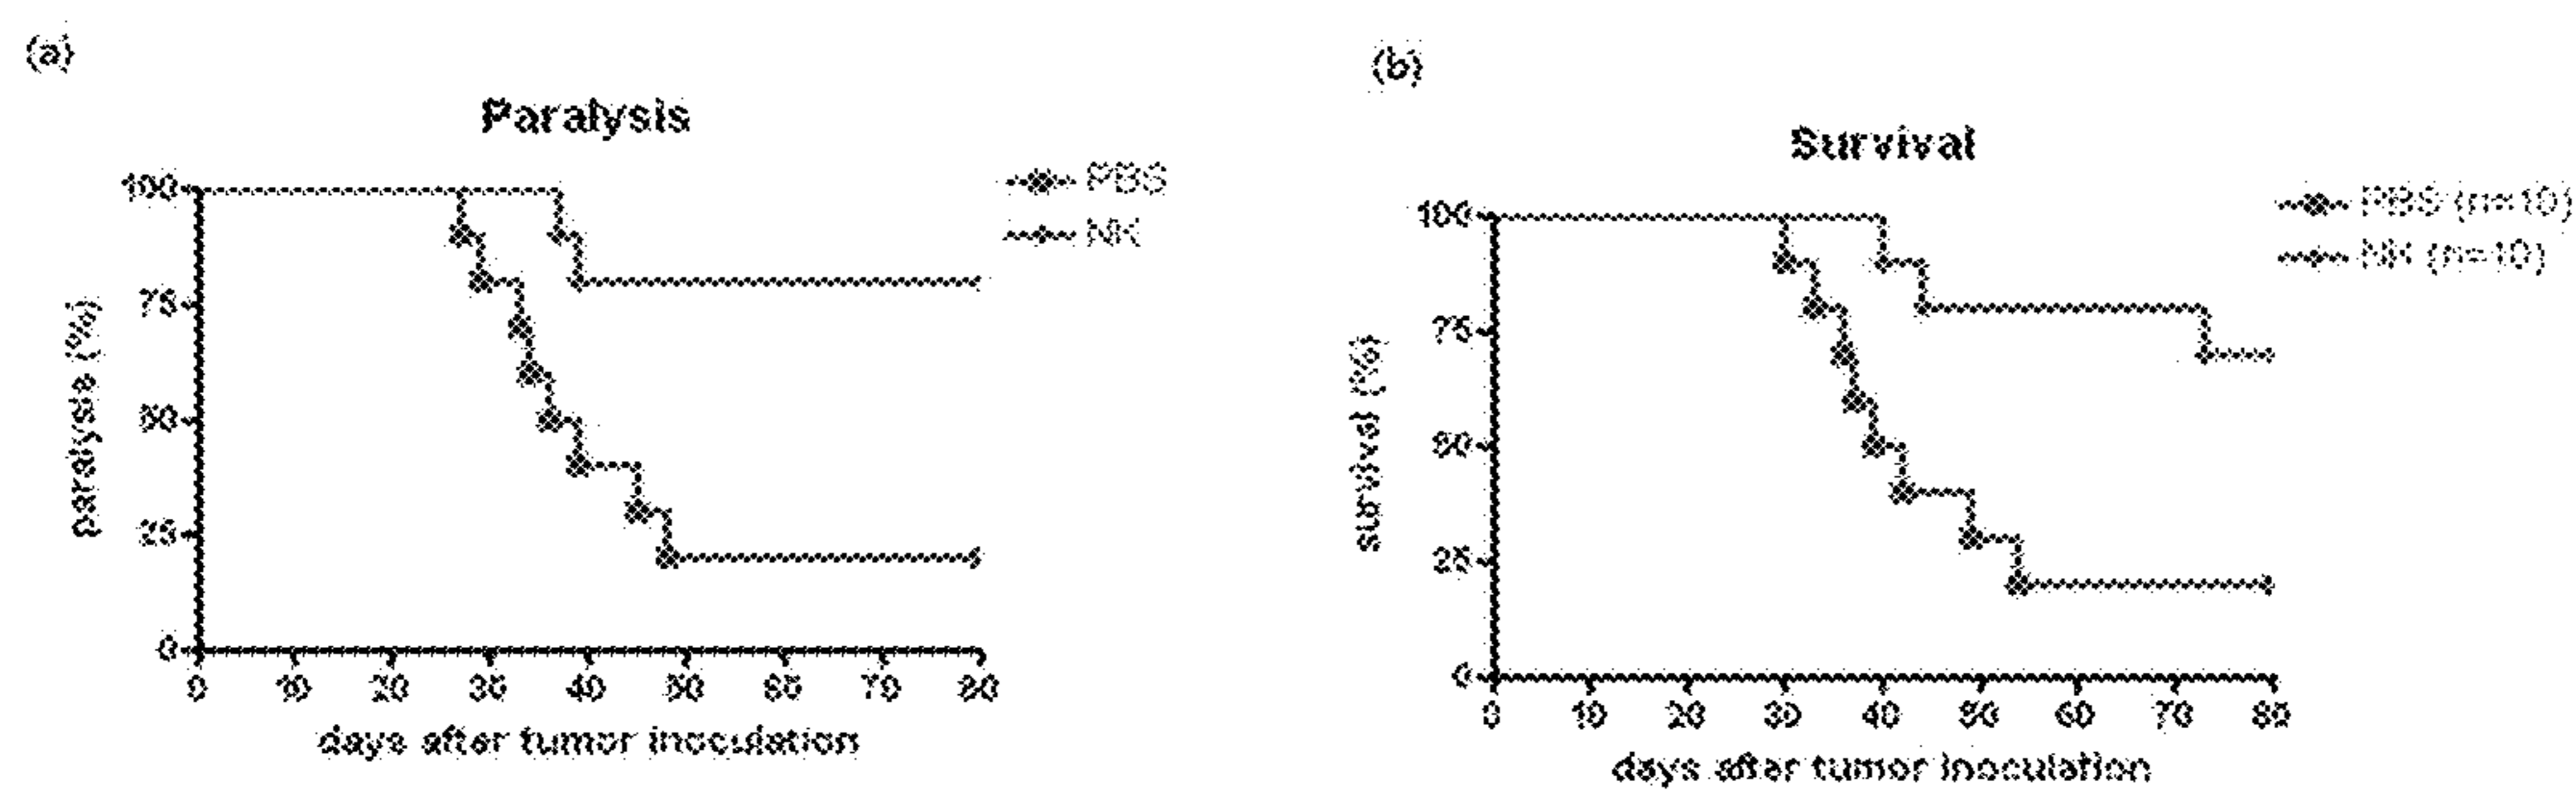 (a)
Paralysis
100
75
50
25
0
paralysis (%)
0 10 20 30 40 50 60 70 80
days after tumor inoculation
PBS
NK
(b)
Survival
100
75
50
25
0
survival (%)
0 10 20 30 40 50 60 70 80
days after tumor inoculation
PBS (n=10)
NK (n=10)